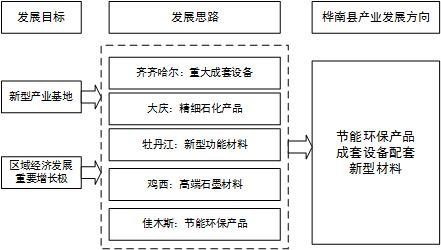 发展目标
发展思路
桦南县产业发展方向
新型产业基地
区域经济发展
重要增长极
齐齐哈尔：重大成套设备
大庆：精细石化产品
牡丹江：新型功能材料
鸡西：高端石墨材料
佳木斯：节能环保产品
节能环保产品
成套设备配套
新型材料